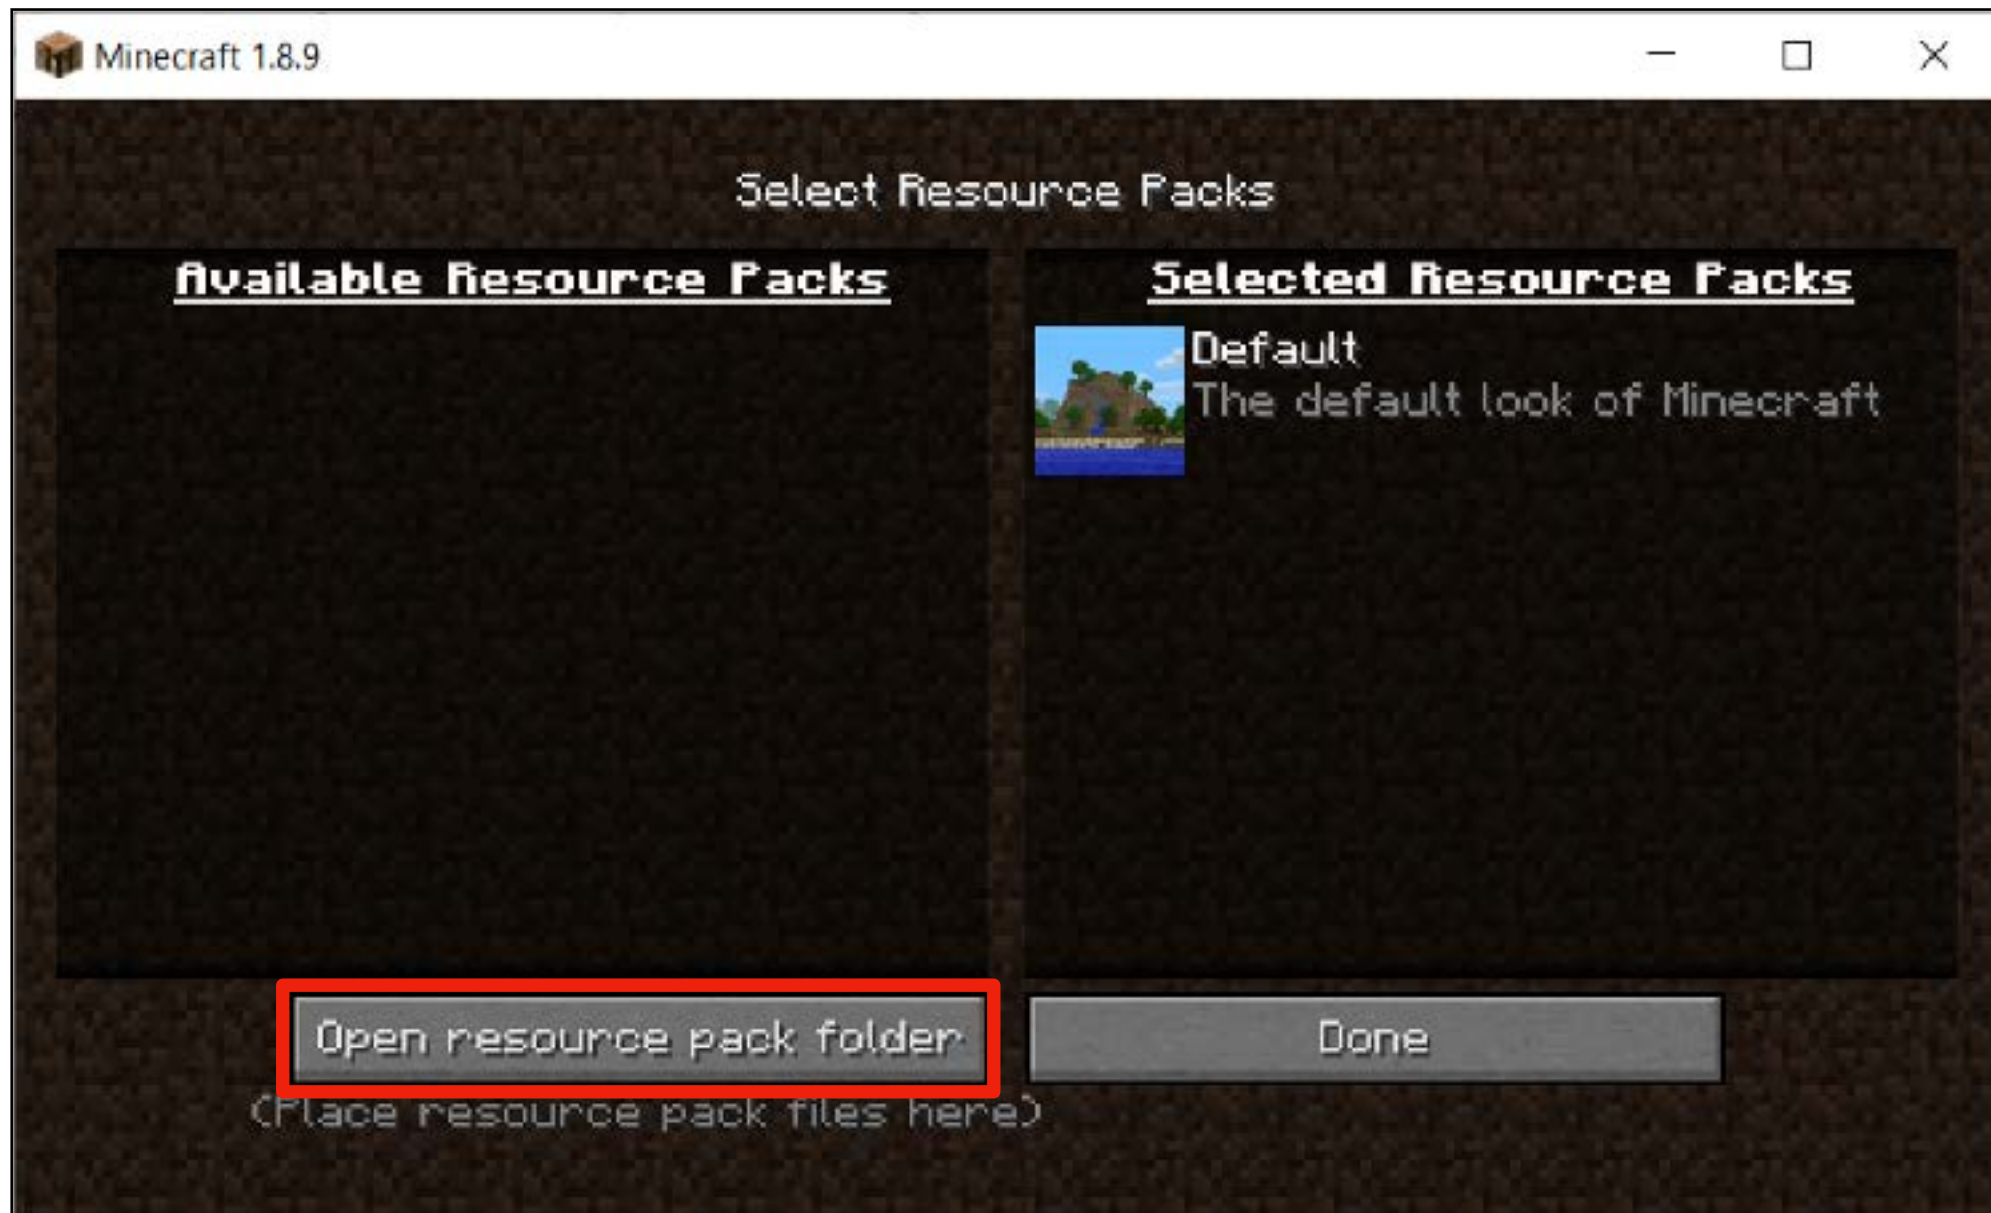 Minecraft 1.8.9
Select Resource Packs
Available Resource Packs
Selected Resource Packs
Default
The default look of Minecraft
Open resource pack folder
Done
(Place resource pack files here)